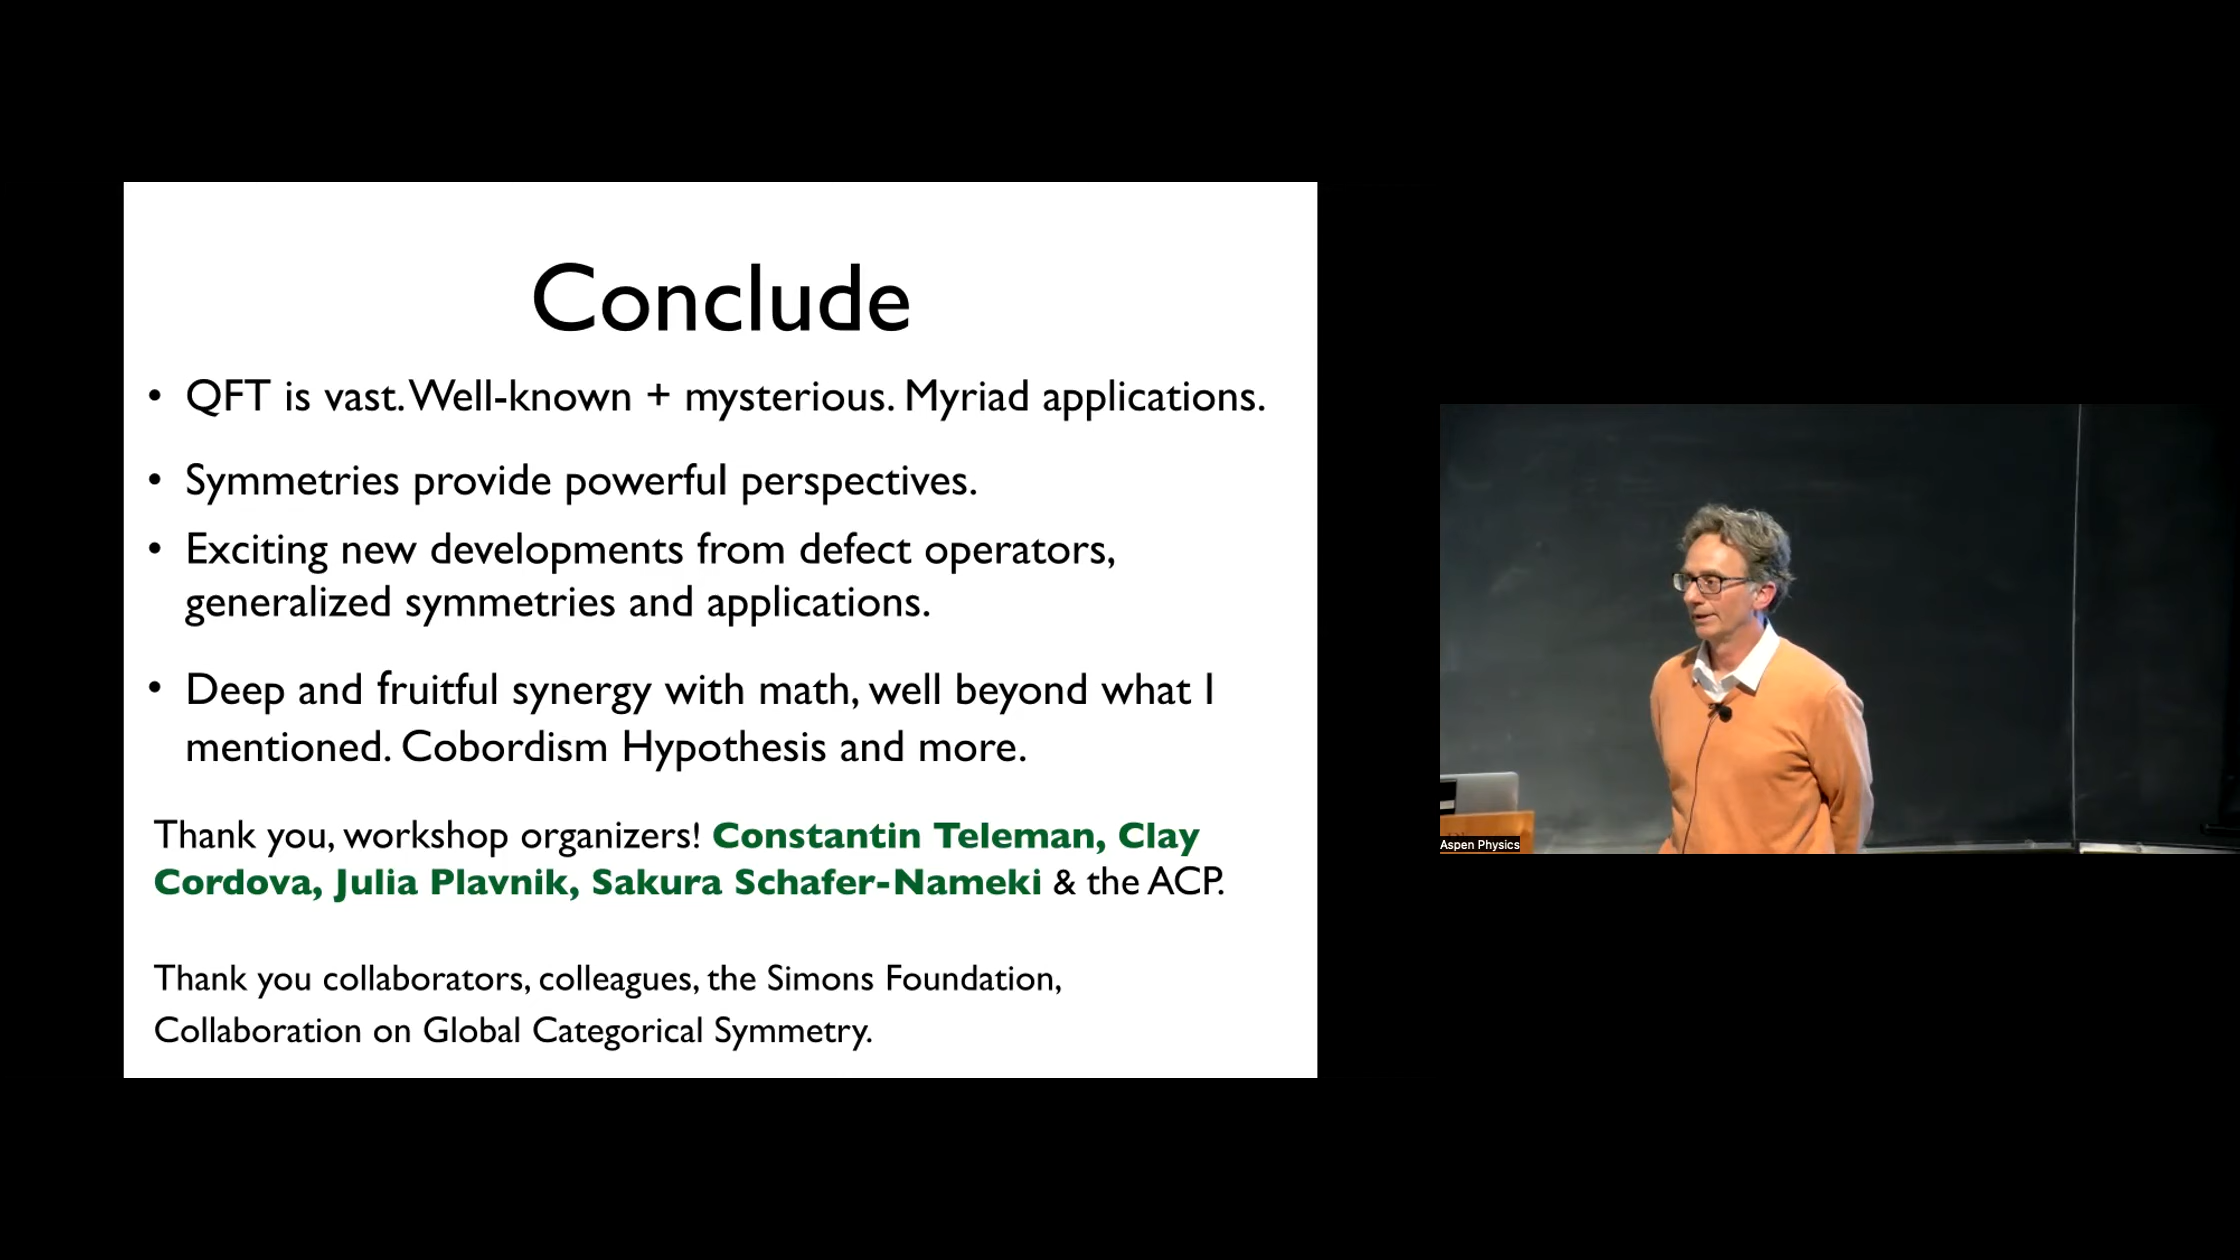 Conclude
• QFT is vast. Well-known + mysterious. Myriad applications.
• Symmetries provide powerful perspectives.
• Exciting new developments from defect operators,
generalized symmetries and applications.
• Deep and fruitful synergy with math, well beyond what I
mentioned. Cobordism Hypothesis and more.
Thank you, workshop organizers! Constantin Teleman, Clay
Cordova, Julia Plavnik, Sakura Schafer-Nameki & the ACP.
Thank you collaborators, colleagues, the Simons Foundation,
Collaboration on Global Categorical Symmetry.
Aspen Physics